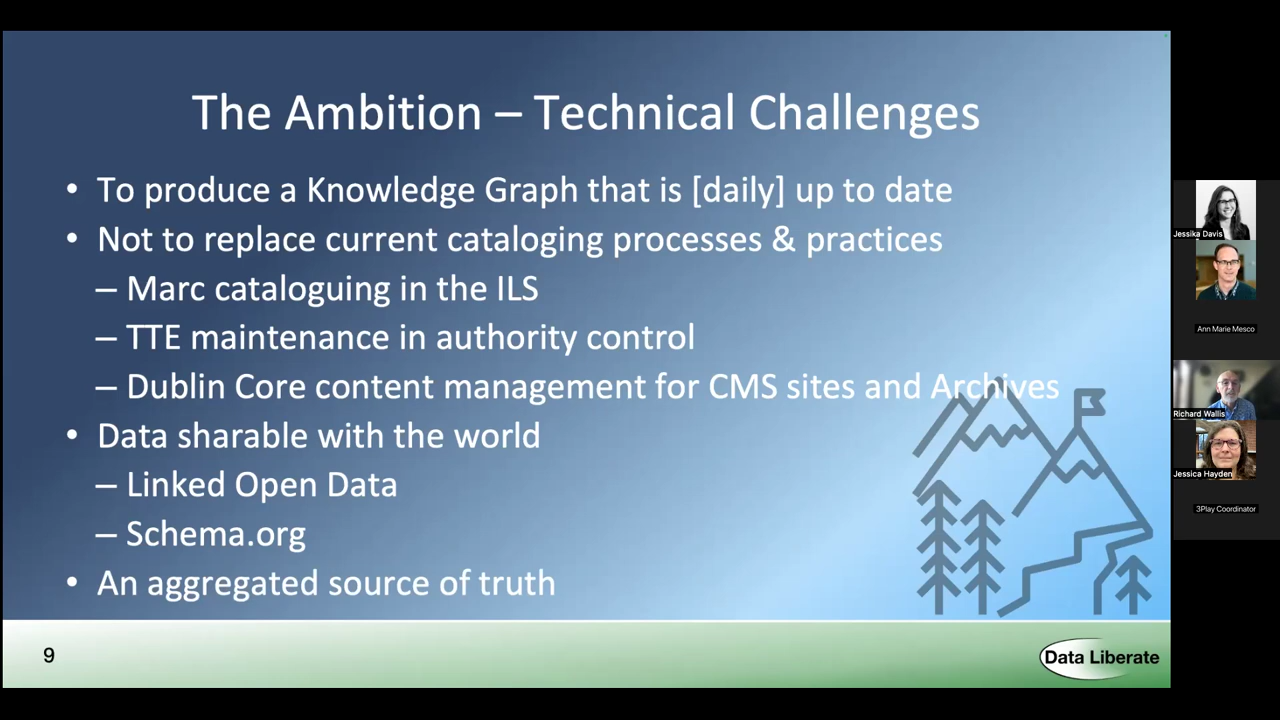 The Ambition – Technical Challenges
• To produce a Knowledge Graph that is [daily] up to date
• Not to replace current cataloging processes & practices
– Marc cataloguing in the ILS
– TTE maintenance in authority control
– Dublin Core content management for CMS sites and Archives
• Data sharable with the world
– Linked Open Data
– Schema.org
• An aggregated source of truth
9
Data Liberate
Jessika Davis
Ann Marie Mesco
Richard Wallis
Jessica Hayden
3Play Coordinator